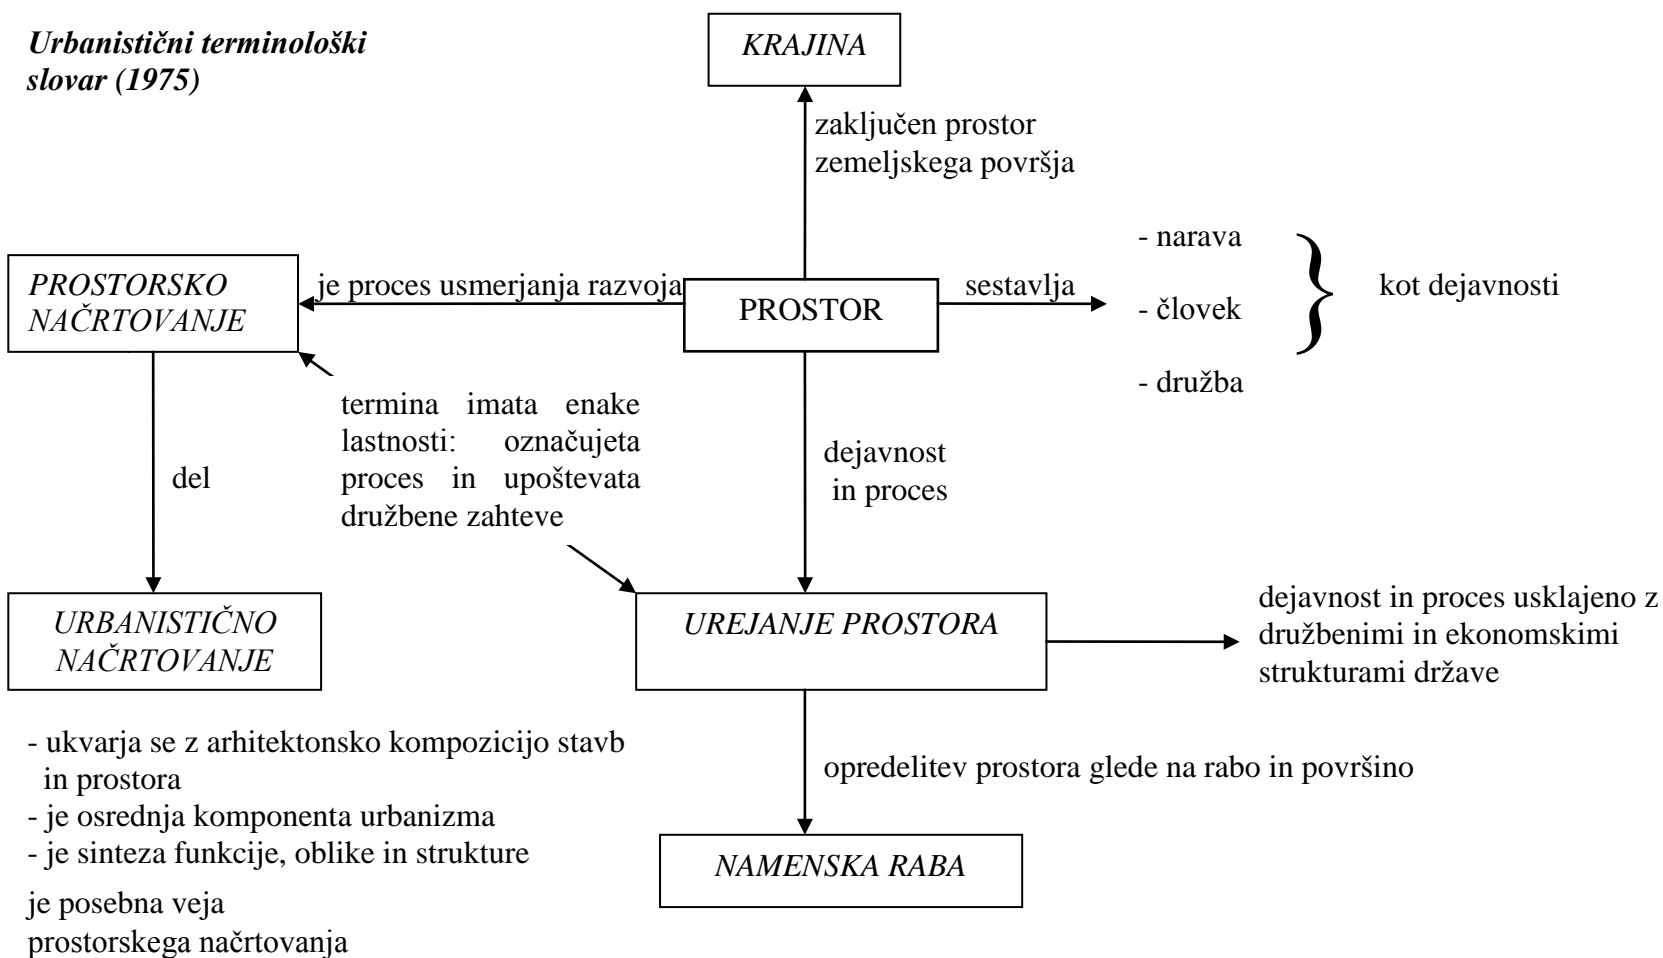 Urbanistični terminološki
slovar (1975)
KRAJINA
zaključen prostor
zemeljskega površja
PROSTORSKO
NAČRTOVANJE
je proces usmerjanja razvoja
PROSTOR
sestavlja
- narava
- človek
- družba
}
kot dejavnosti
termina imata enake
lastnosti: označujeta
proces in upoštevata
družbene zahteve
del
dejavnost
in proces
URBANISTIČNO
NAČRTOVANJE
UREJANJE PROSTORA
dejavnost in proces usklajeno z
družbenimi in ekonomskimi
strukturami države
- ukvarja se z arhitektonsko kompozicijo stavb
in prostora
- je osrednja komponenta urbanizma
- je sinteza funkcije, oblike in strukture
je posebna veja
prostorskega načrtovanja
opredelitev prostora glede na rabo in površino
NAMENSKA RABA